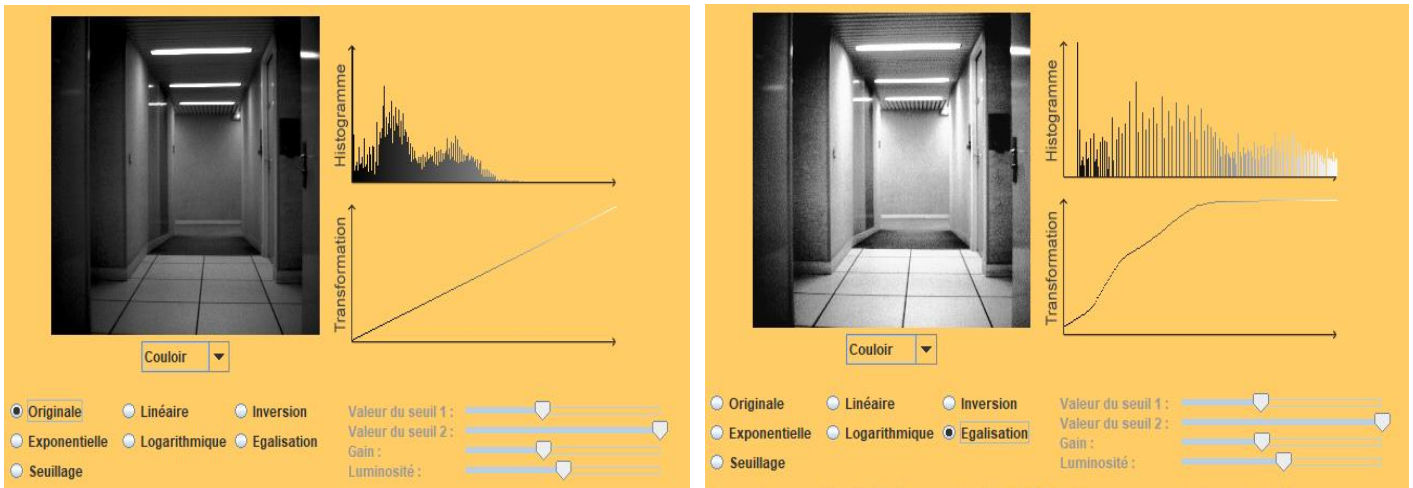 Histogramme
Transformation
Couloir
Originale Linéaire Inversion
Exponentielle Logarithmique Egalisation
Seuillage
Valeur du seuil 1 :
Valeur du seuil 2 :
Gain :
Luminosité :
Histogramme
Transformation
Couloir
Originale Linéaire Inversion
Exponentielle Logarithmique Egalisation
Seuillage
Valeur du seuil 1 :
Valeur du seuil 2 :
Gain :
Luminosité :